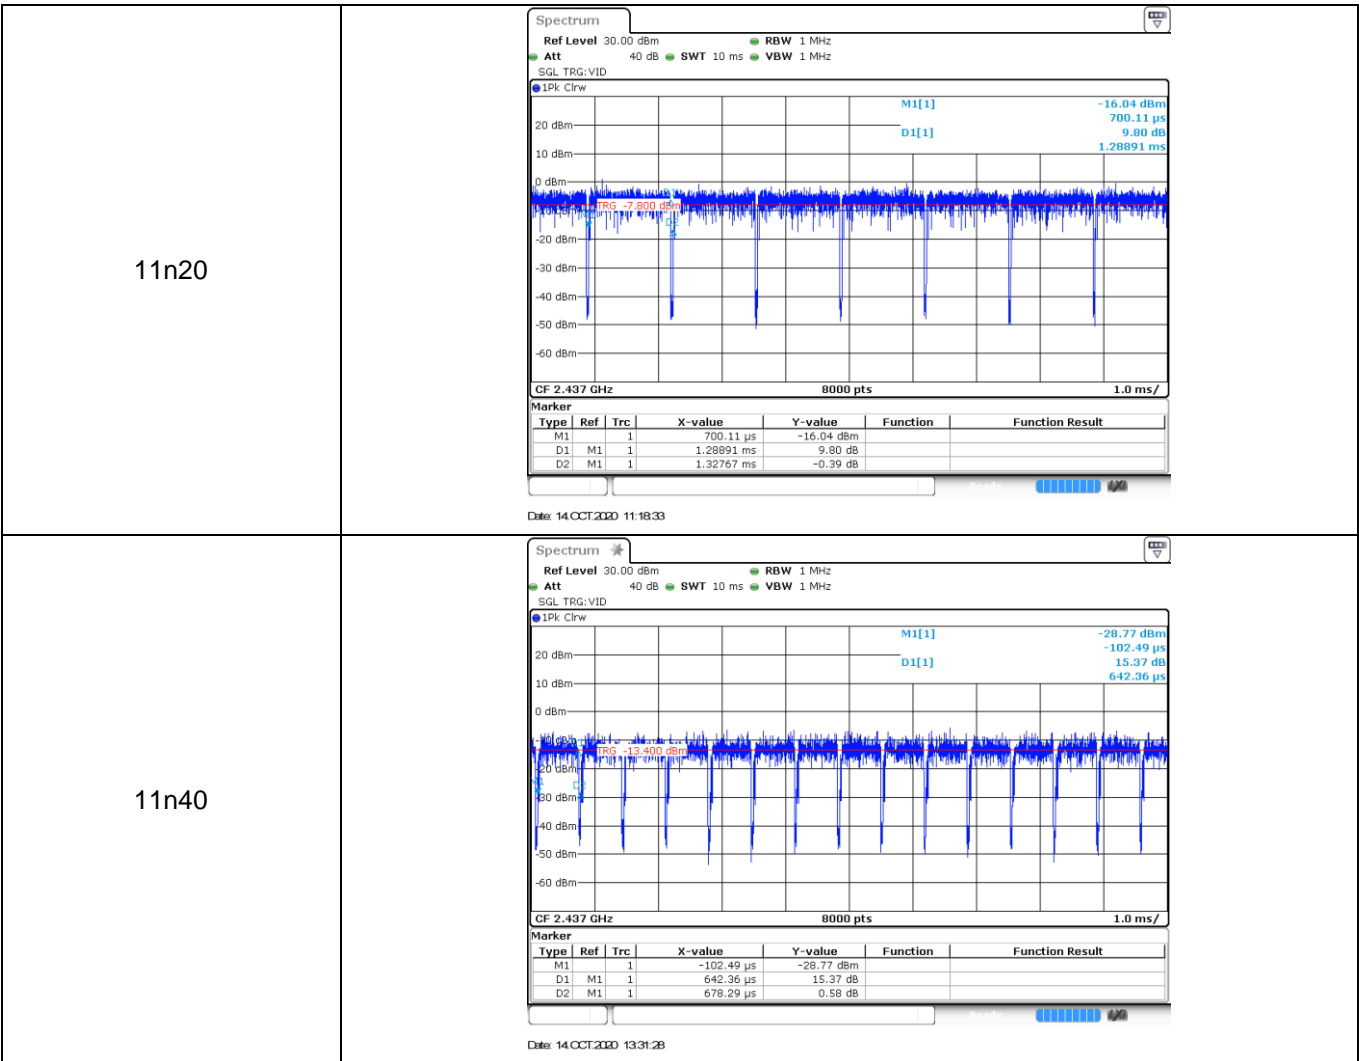 11n20
Spectrum
Ref Level 30.00 dBm RBW 1 MHz
Att 40 dB SWT 10 ms VBW 1 MHz
SGL TRG:VID
1Pk Clrw
M1[1] -16.04 dBm
700.11 µs
D1[1] 9.80 dB
1.28891 ms
20 dBm
10 dBm
0 dBm
TRG -7.800 dBm
-20 dBm
-30 dBm
-40 dBm
-50 dBm
-60 dBm
CF 2.437 GHz 8000 pts 1.0 ms/
Marker
Type Ref Trc X-value Y-value Function Function Result
M1 1 700.11 µs -16.04 dBm
D1 M1 1 1.28891 ms 9.80 dB
D2 M1 1 1.32767 ms -0.39 dB
Ready
Date: 14.OCT.2020 11:18:33
11n40
Spectrum
Ref Level 30.00 dBm RBW 1 MHz
Att 40 dB SWT 10 ms VBW 1 MHz
SGL TRG:VID
1Pk Clrw
M1[1] -28.77 dBm
-102.49 µs
D1[1] 15.37 dB
642.36 µs
20 dBm
10 dBm
0 dBm
TRG -13.400 dBm
-20 dBm
-30 dBm
-40 dBm
-50 dBm
-60 dBm
CF 2.437 GHz 8000 pts 1.0 ms/
Marker
Type Ref Trc X-value Y-value Function Function Result
M1 1 -102.49 µs -28.77 dBm
D1 M1 1 642.36 µs 15.37 dB
D2 M1 1 678.29 µs 0.58 dB
Ready
Date: 14.OCT.2020 13:31:28